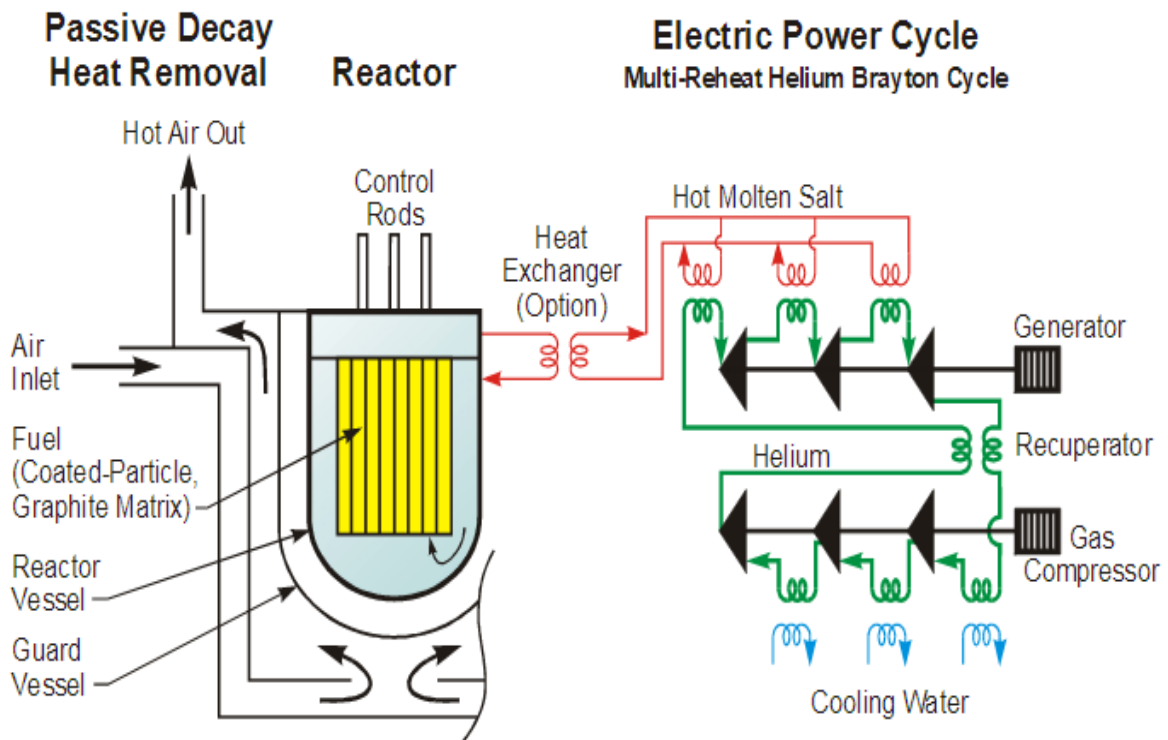 Passive Decay
Heat Removal
Reactor
Electric Power Cycle
Multi-Reheat Helium Brayton Cycle
Hot Air Out
Control
Rods
Heat
Exchanger
(Option)
Hot Molten Salt
Air
Inlet
Generator
Fuel
(Coated-Particle,
Graphite Matrix)
Helium
Recuperator
Reactor
Vessel
Gas
Compressor
Guard
Vessel
Cooling Water